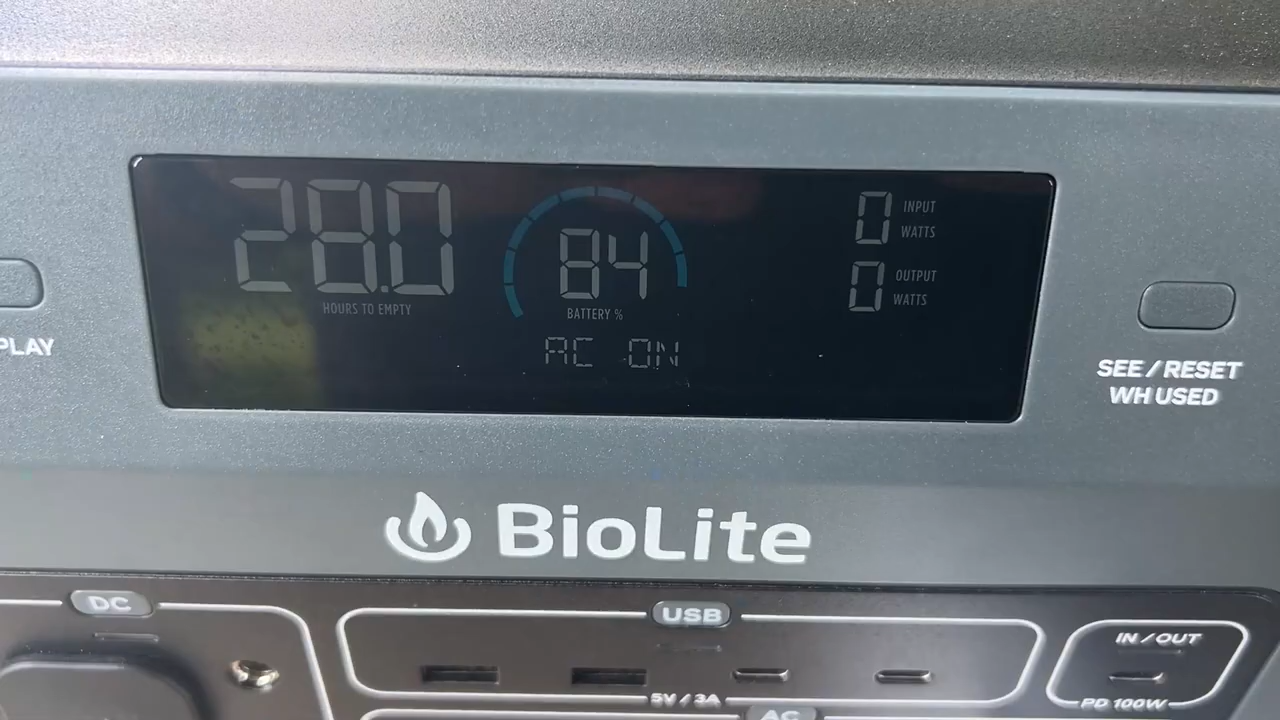 28.0
HOURS TO EMPTY
84
BATTERY %
AC ON
0 INPUT WATTS
0 OUTPUT WATTS
PLAY
SEE / RESET
WH USED
BioLite
DC
USB
5V / 3A
IN / OUT
PD 100W
AC